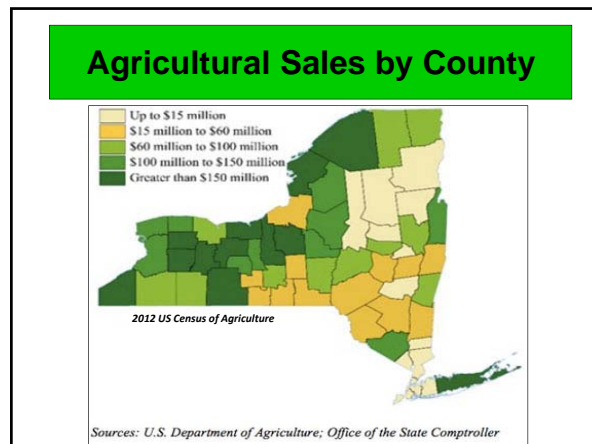 Agricultural Sales by County
Up to $15 million
$15 million to $60 million
$60 million to $100 million
$100 million to $150 million
Greater than $150 million
2012 US Census of Agriculture
Sources: U.S. Department of Agriculture; Office of the State Comptroller